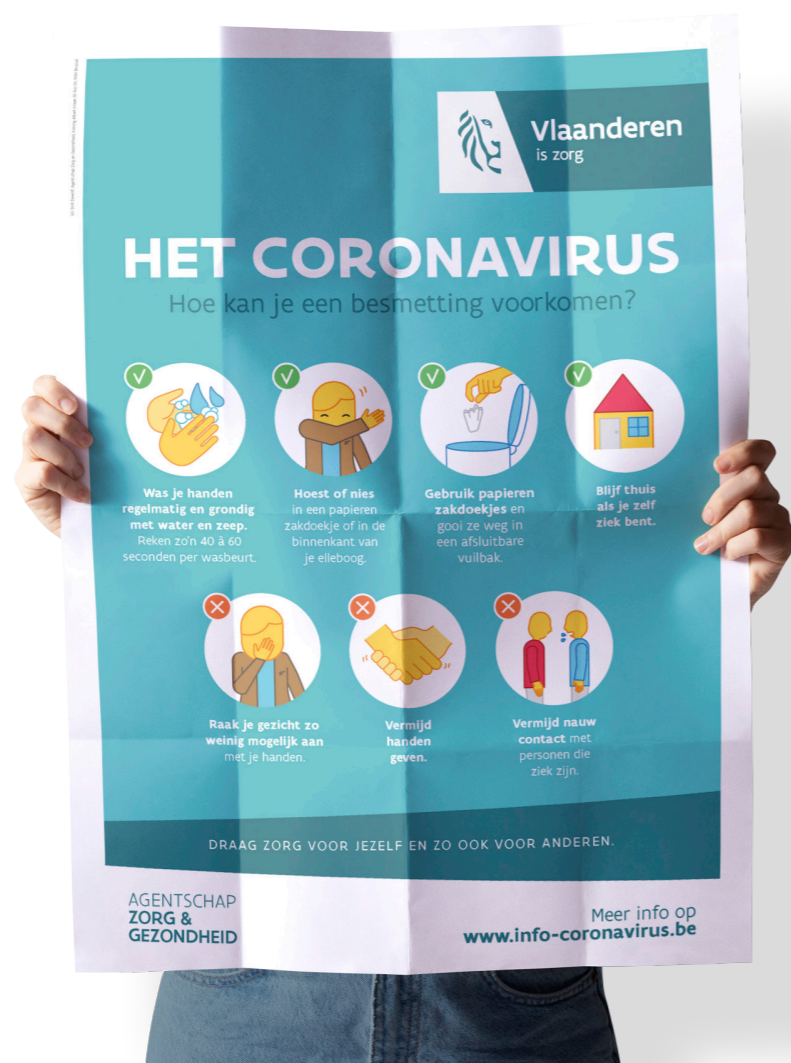 Vlaanderen
is zorg
HET CORONAVIRUS
Hoe kan je een besmetting voorkomen?
Was je handen
regelmatig en grondig
met water en zeep.
Reken zo'n 40 à 60
seconden per wasbeurt.
Hoest of nies
in een papieren
zakdoekje of in de
binnenkant van
je elleboog.
Gebruik papieren
zakdoekjes en
gooi ze weg in
een afsluitbare
vuilbak.
Blijf thuis
als je zelf
ziek bent.
Raak je gezicht zo
weinig mogelijk aan
met je handen.
Vermijd
handen
geven.
Vermijd nauw
contact met
personen die
ziek zijn.
DRAAG ZORG VOOR JEZELF EN ZO OOK VOOR ANDEREN.
AGENTSCHAP
ZORG &
GEZONDHEID
Meer info op
www.info-coronavirus.be